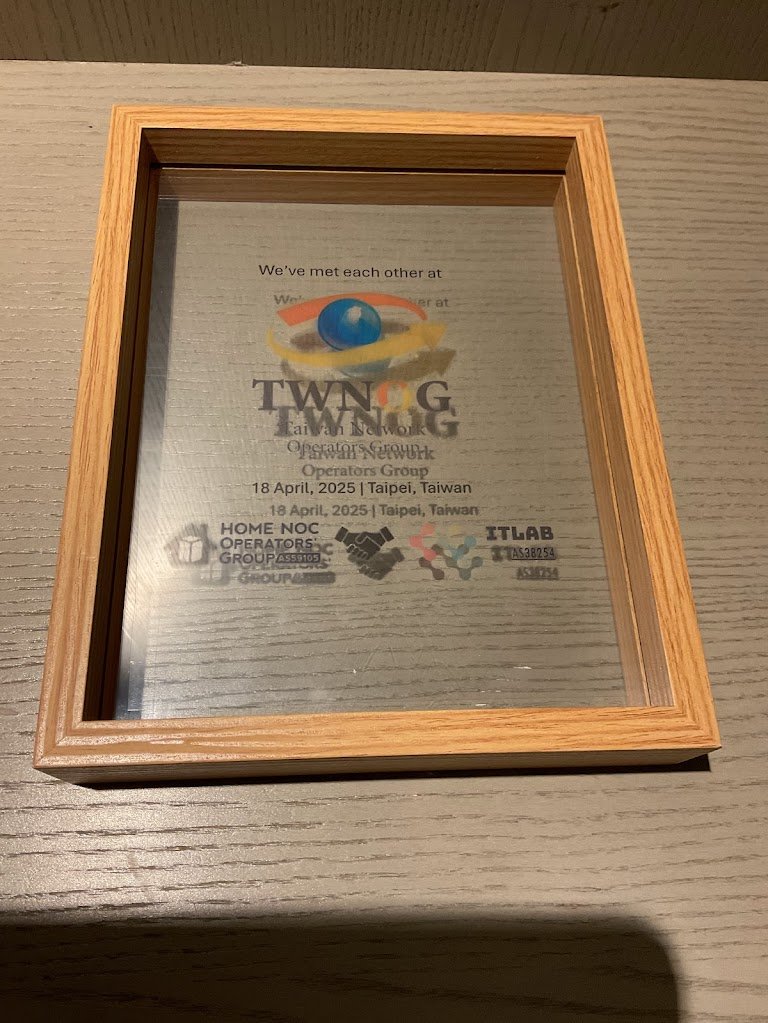 We've met each other at
TWNOG
Taiwan Network
Operators Group
18 April, 2025 | Taipei, Taiwan
HOME NOC
OPERATORS'
GROUP AS59105
ITLAB
AS38254